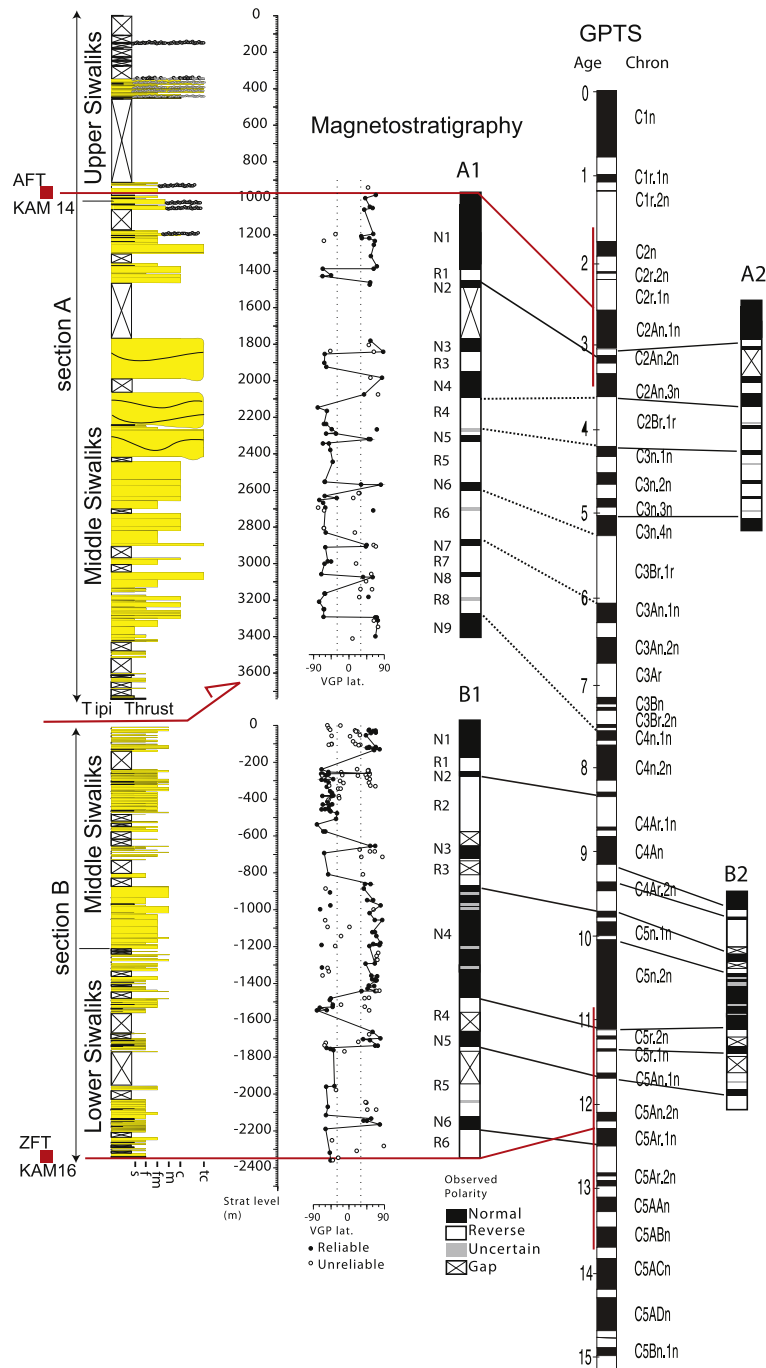 GPTS
Age
Chron
Magnetostratigraphy
A1
A2
B1
B2
Upper Siwaliks
Middle Siwaliks
section A
AFT
KAM 14
0
200
400
600
800
1000
1200
1400
1600
1800
2000
2200
2400
2600
2800
3000
3200
3400
3600
N1
R1
N2
N3
R3
N4
R4
N5
R5
N6
R6
N7
R7
N8
R8
N9
-90
0
90
VGP lat.
Tipi Thrust
Middle Siwaliks
Lower Siwaliks
section B
0
-200
-400
-600
-800
-1000
-1200
-1400
-1600
-1800
-2000
-2200
-2400
N1
R1
N2
R2
N3
R3
N4
R4
N5
R5
N6
R6
ZFT
KAM16
s
f
fm
m
c
tc
Strat level
(m)
-90
0
90
VGP lat.
Reliable
Unreliable
Observed
Polarity
Normal
Reverse
Uncertain
Gap
0
1
2
3
4
5
6
7
8
9
10
11
12
13
14
15
C1n
C1r.1n
C1r.2n
C2n
C2r.2n
C2r.1n
C2An.1n
C2An.2n
C2An.3n
C2Br.1r
C3n.1n
C3n.2n
C3n.3n
C3n.4n
C3Br.1r
C3An.1n
C3An.2n
C3Ar
C3Bn
C3Br.2n
C4n.1n
C4n.2n
C4Ar.1n
C4An
C4Ar.2n
C5n.1n
C5n.2n
C5r.2n
C5r.1n
C5An.1n
C5An.2n
C5Ar.1n
C5Ar.2n
C5AAn
C5ABn
C5ACn
C5ADn
C5Bn.1n